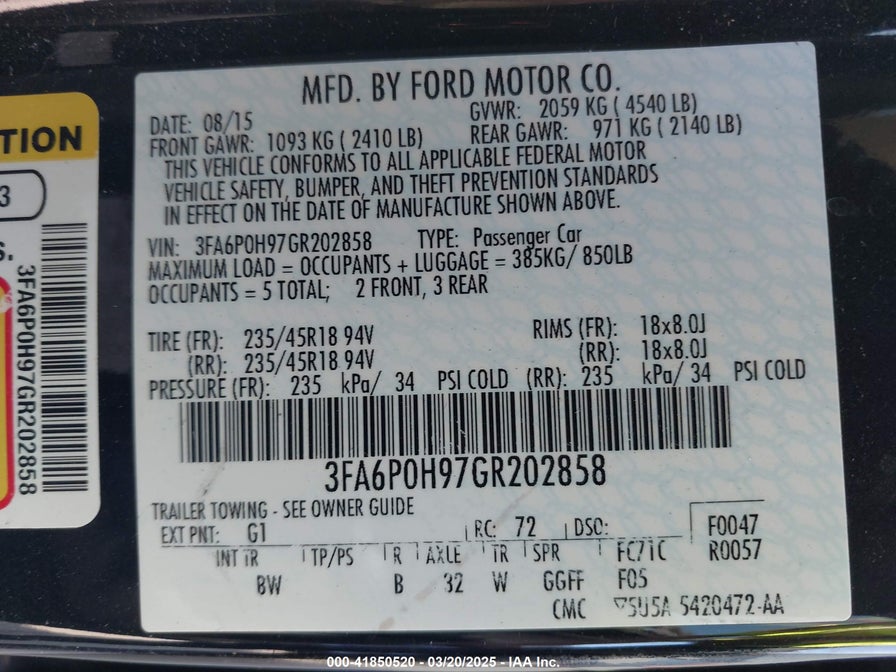 TION
3
S.
3FA6P0H97GR202858
MFD. BY FORD MOTOR CO.
DATE: 08/15 GVWR: 2059 KG ( 4540 LB)
FRONT GAWR: 1093 KG ( 2410 LB) REAR GAWR: 971 KG ( 2140 LB)
THIS VEHICLE CONFORMS TO ALL APPLICABLE FEDERAL MOTOR
VEHICLE SAFETY, BUMPER, AND THEFT PREVENTION STANDARDS
IN EFFECT ON THE DATE OF MANUFACTURE SHOWN ABOVE.
VIN: 3FA6P0H97GR202858 TYPE: Passenger Car
MAXIMUM LOAD = OCCUPANTS + LUGGAGE = 385KG/ 850LB
OCCUPANTS = 5 TOTAL; 2 FRONT, 3 REAR
TIRE (FR): 235/45R18 94V RIMS (FR): 18x8.0J
(RR): 235/45R18 94V (RR): 18x8.0J
PRESSURE (FR): 235 kPa/ 34 PSI COLD (RR): 235 kPa/ 34 PSI COLD
3FA6P0H97GR202858
TRAILER TOWING - SEE OWNER GUIDE
EXT PNT: G1 RC: 72 DSO: F0047
INT TR TP/PS R AXLE TR SPR FC71C R0057
BW B 32 W GGFF F05
CMC 5U5A 5420472-AA
000-41850520 — 03/20/2025 - IAA Inc.